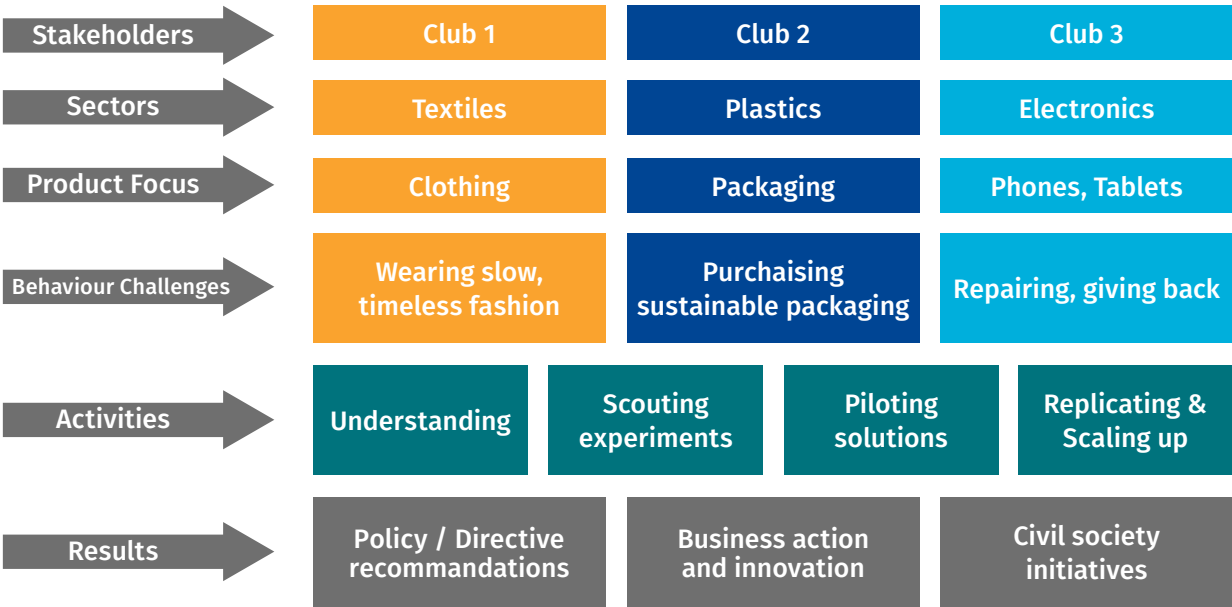 Stakeholders
Club 1
Club 2
Club 3
Sectors
Textiles
Plastics
Electronics
Product Focus
Clothing
Packaging
Phones, Tablets
Behaviour Challenges
Wearing slow,
timeless fashion
Purchaising
sustainable packaging
Repairing, giving back
Activities
Understanding
Scouting
experiments
Piloting
solutions
Replicating &
Scaling up
Results
Policy / Directive
recommandations
Business action
and innovation
Civil society
initiatives